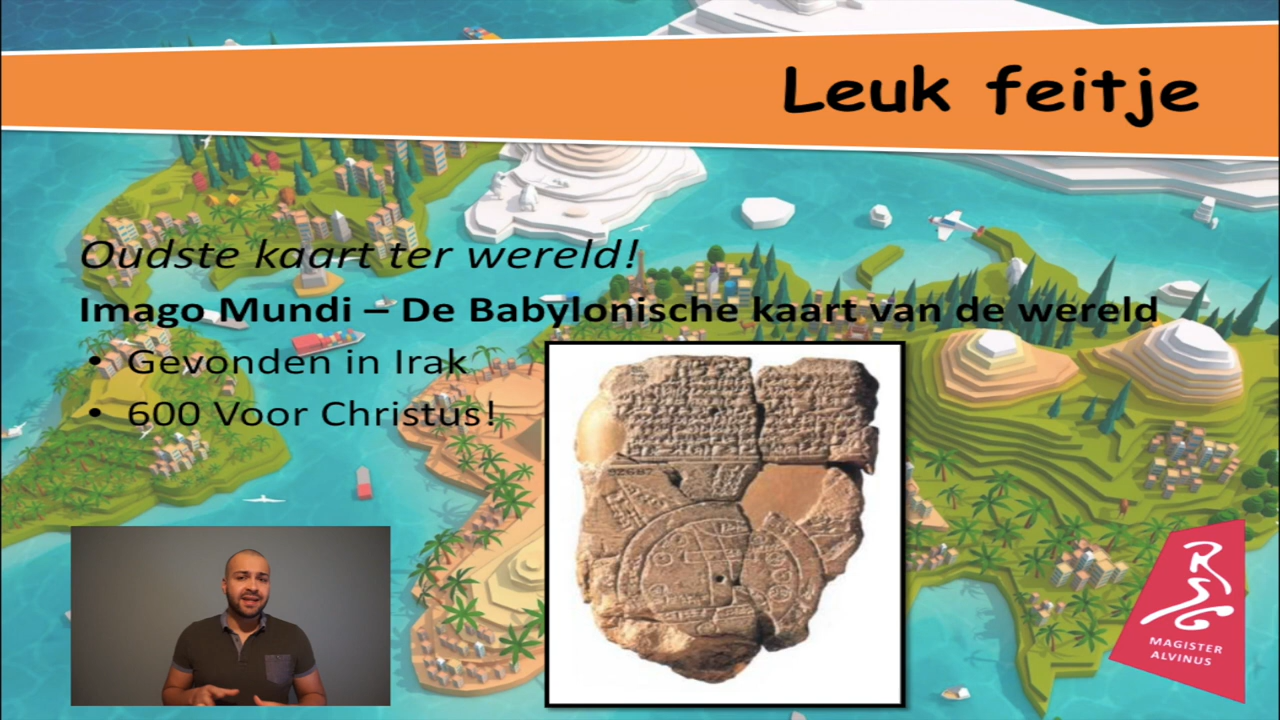 Leuk feitje
Oudste kaart ter wereld!
Imago Mundi – De Babylonische kaart van de wereld
• Gevonden in Irak
• 600 Voor Christus!
RSG
MAGISTER
ALVINUS